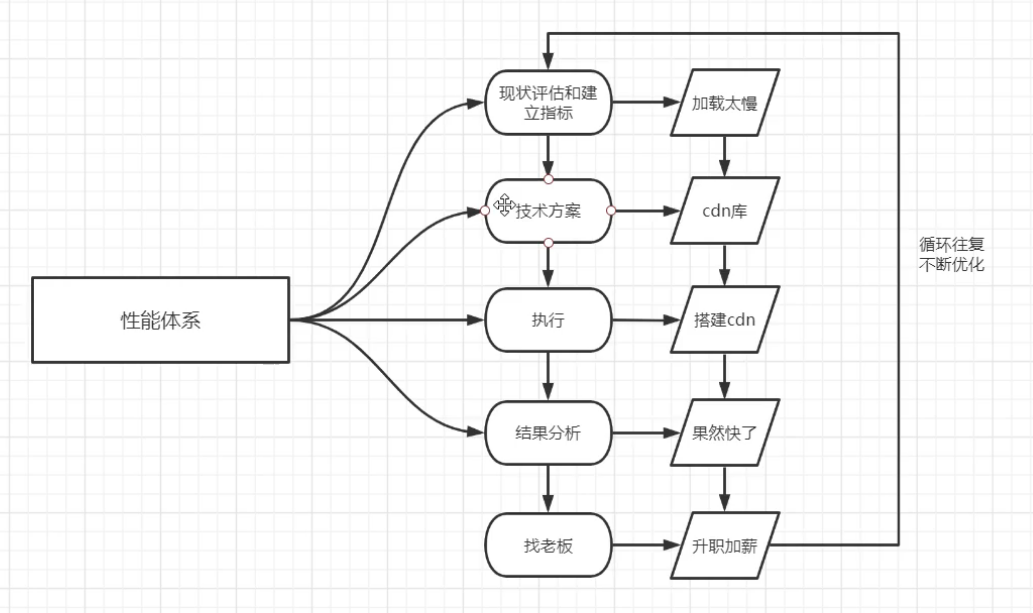 现状评估和建
立指标
加载太慢
技术方案
cdn库
循环往复
不断优化
性能体系
执行
搭建cdn
结果分析
果然快了
找老板
升职加薪